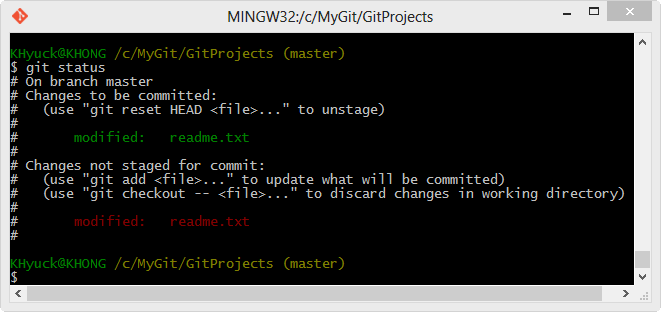 MINGW32:/c/MyGit/GitProjects
KHyuck@KHONG /c/MyGit/GitProjects (master)
$ git status
# On branch master
# Changes to be committed:
#   (use "git reset HEAD <file>..." to unstage)
#
#       modified:   readme.txt
#
# Changes not staged for commit:
#   (use "git add <file>..." to update what will be committed)
#   (use "git checkout -- <file>..." to discard changes in working directory)
#
#       modified:   readme.txt
#
KHyuck@KHONG /c/MyGit/GitProjects (master)
$